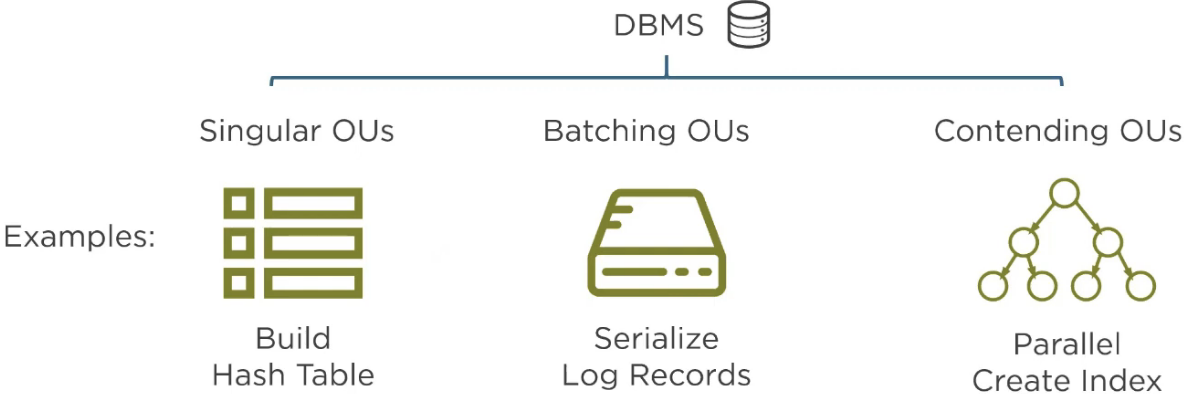 DBMS
Singular OUs
Batching OUs
Contending OUs
Examples:
Build
Hash Table
Serialize
Log Records
Parallel
Create Index